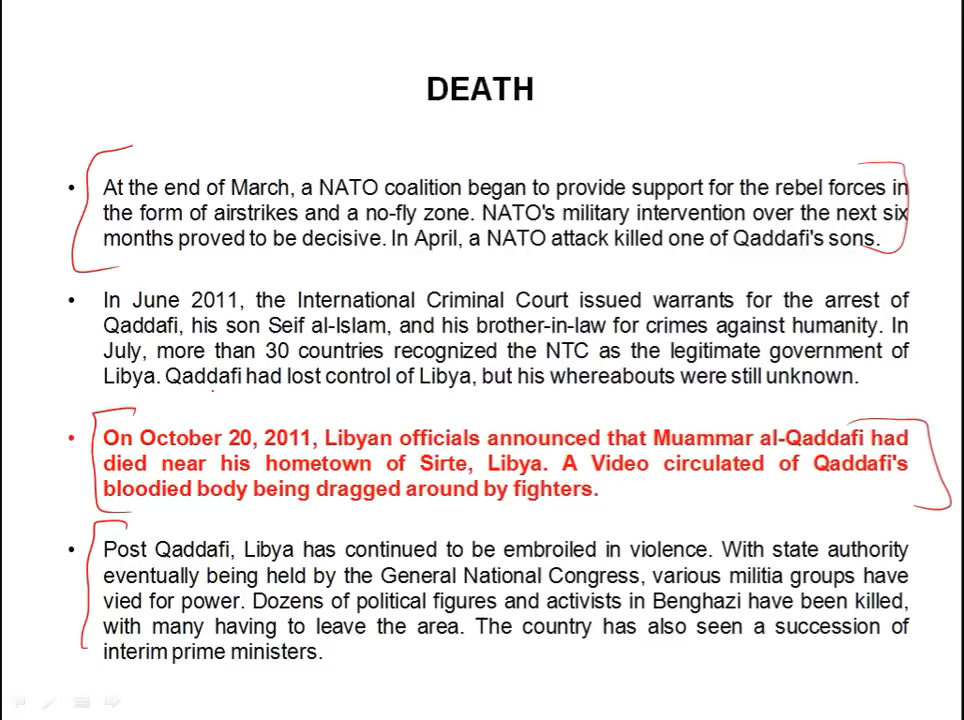 DEATH
• At the end of March, a NATO coalition began to provide support for the rebel forces in
the form of airstrikes and a no-fly zone. NATO's military intervention over the next six
months proved to be decisive. In April, a NATO attack killed one of Qaddafi's sons.
• In June 2011, the International Criminal Court issued warrants for the arrest of
Qaddafi, his son Seif al-Islam, and his brother-in-law for crimes against humanity. In
July, more than 30 countries recognized the NTC as the legitimate government of
Libya. Qaddafi had lost control of Libya, but his whereabouts were still unknown.
• On October 20, 2011, Libyan officials announced that Muammar al-Qaddafi had
died near his hometown of Sirte, Libya. A Video circulated of Qaddafi's
bloodied body being dragged around by fighters.
• Post Qaddafi, Libya has continued to be embroiled in violence. With state authority
eventually being held by the General National Congress, various militia groups have
vied for power. Dozens of political figures and activists in Benghazi have been killed,
with many having to leave the area. The country has also seen a succession of
interim prime ministers.